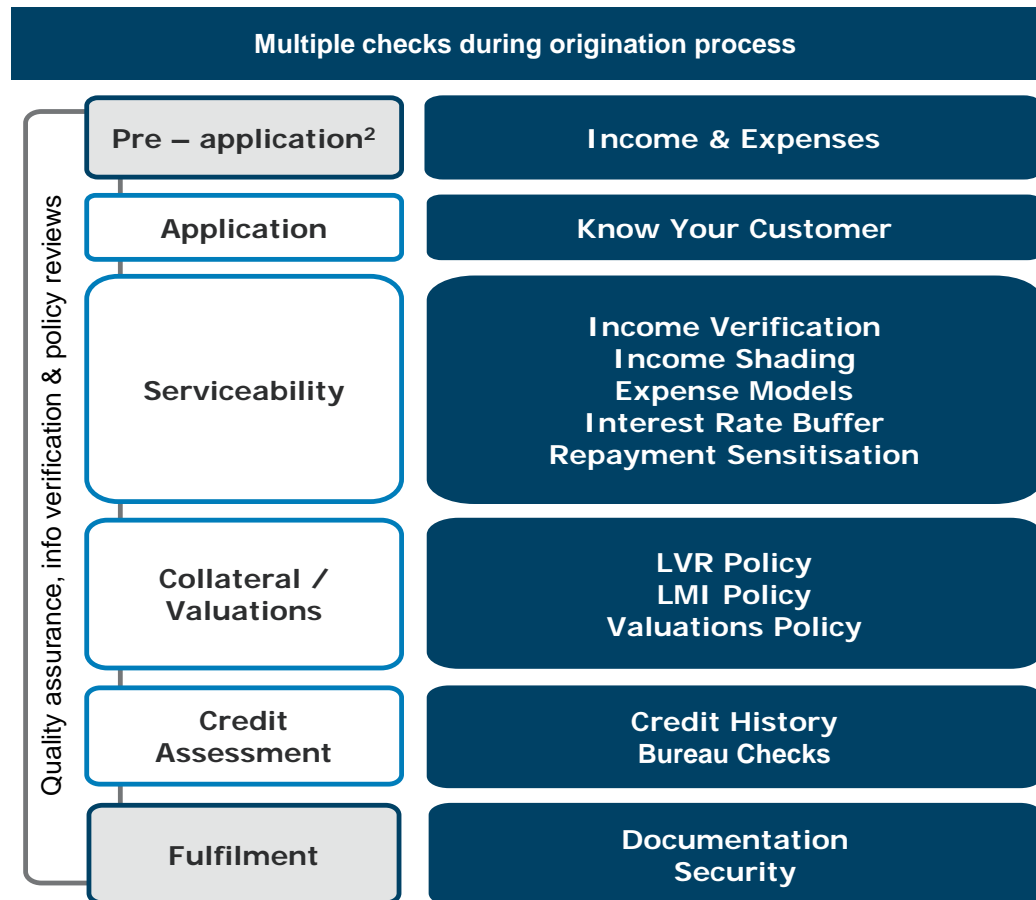 Multiple checks during origination process
Quality assurance, info verification & policy reviews
Pre – application²
Income & Expenses
Application
Know Your Customer
Serviceability
Income Verification
Income Shading
Expense Models
Interest Rate Buffer
Repayment Sensitisation
Collateral /
Valuations
LVR Policy
LMI Policy
Valuations Policy
Credit
Assessment
Credit History
Bureau Checks
Fulfilment
Documentation
Security